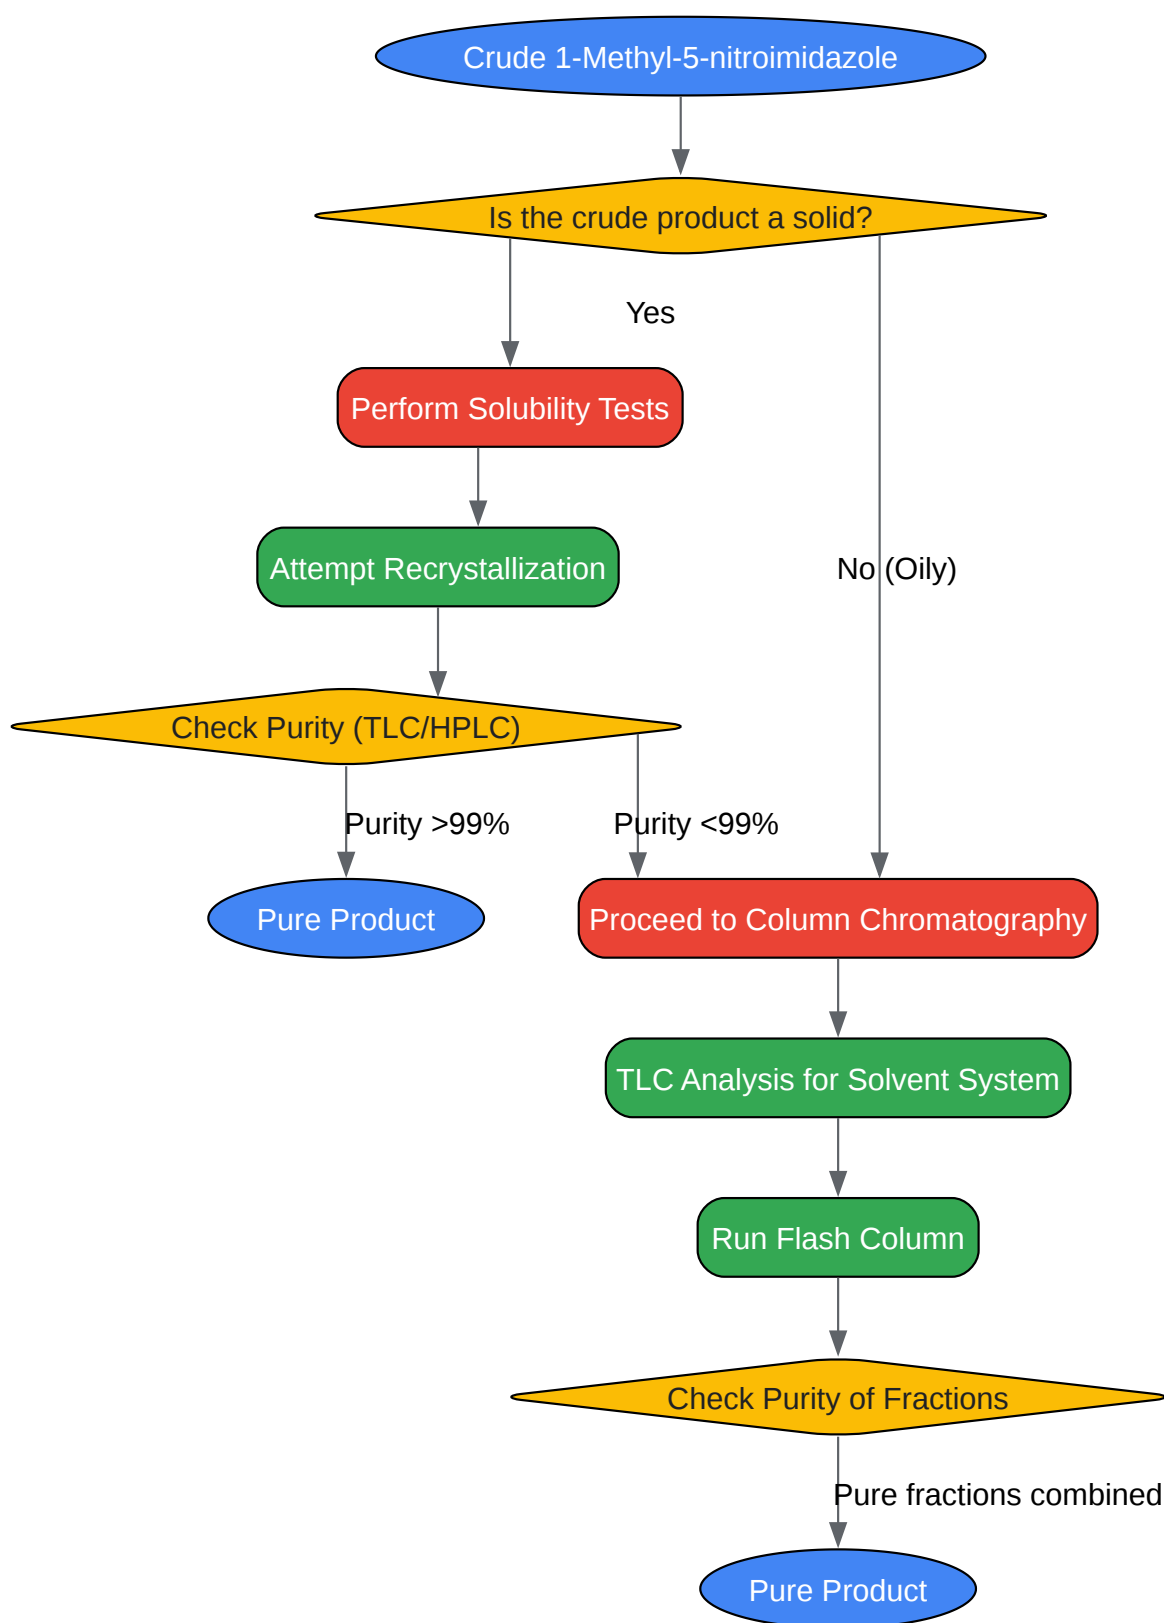 Crude 1-Methyl-5-nitroimidazole
Is the crude product a solid?
Yes
Perform Solubility Tests
Attempt Recrystallization
No (Oily)
Check Purity (TLC/HPLC)
Purity >99%
Purity <99%
Pure Product
Proceed to Column Chromatography
TLC Analysis for Solvent System
Run Flash Column
Check Purity of Fractions
Pure fractions combined
Pure Product